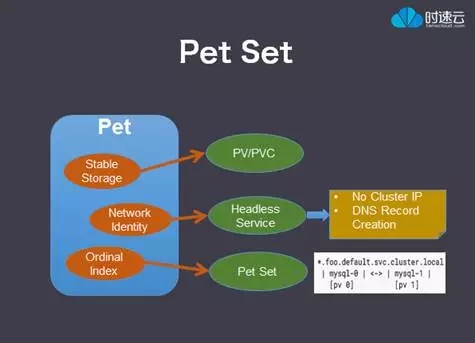 时速云
tenxcloud.com
Pet Set
Pet
Stable
Storage
PV/PVC
Network
Identity
Headless
Service
• No Cluster IP
• DNS Record
Creation
Ordinal
Index
Pet Set
*.foo.default.svc.cluster.local
| mysql-0 | <-> | mysql-1 |
[pv 0] [pv 1]